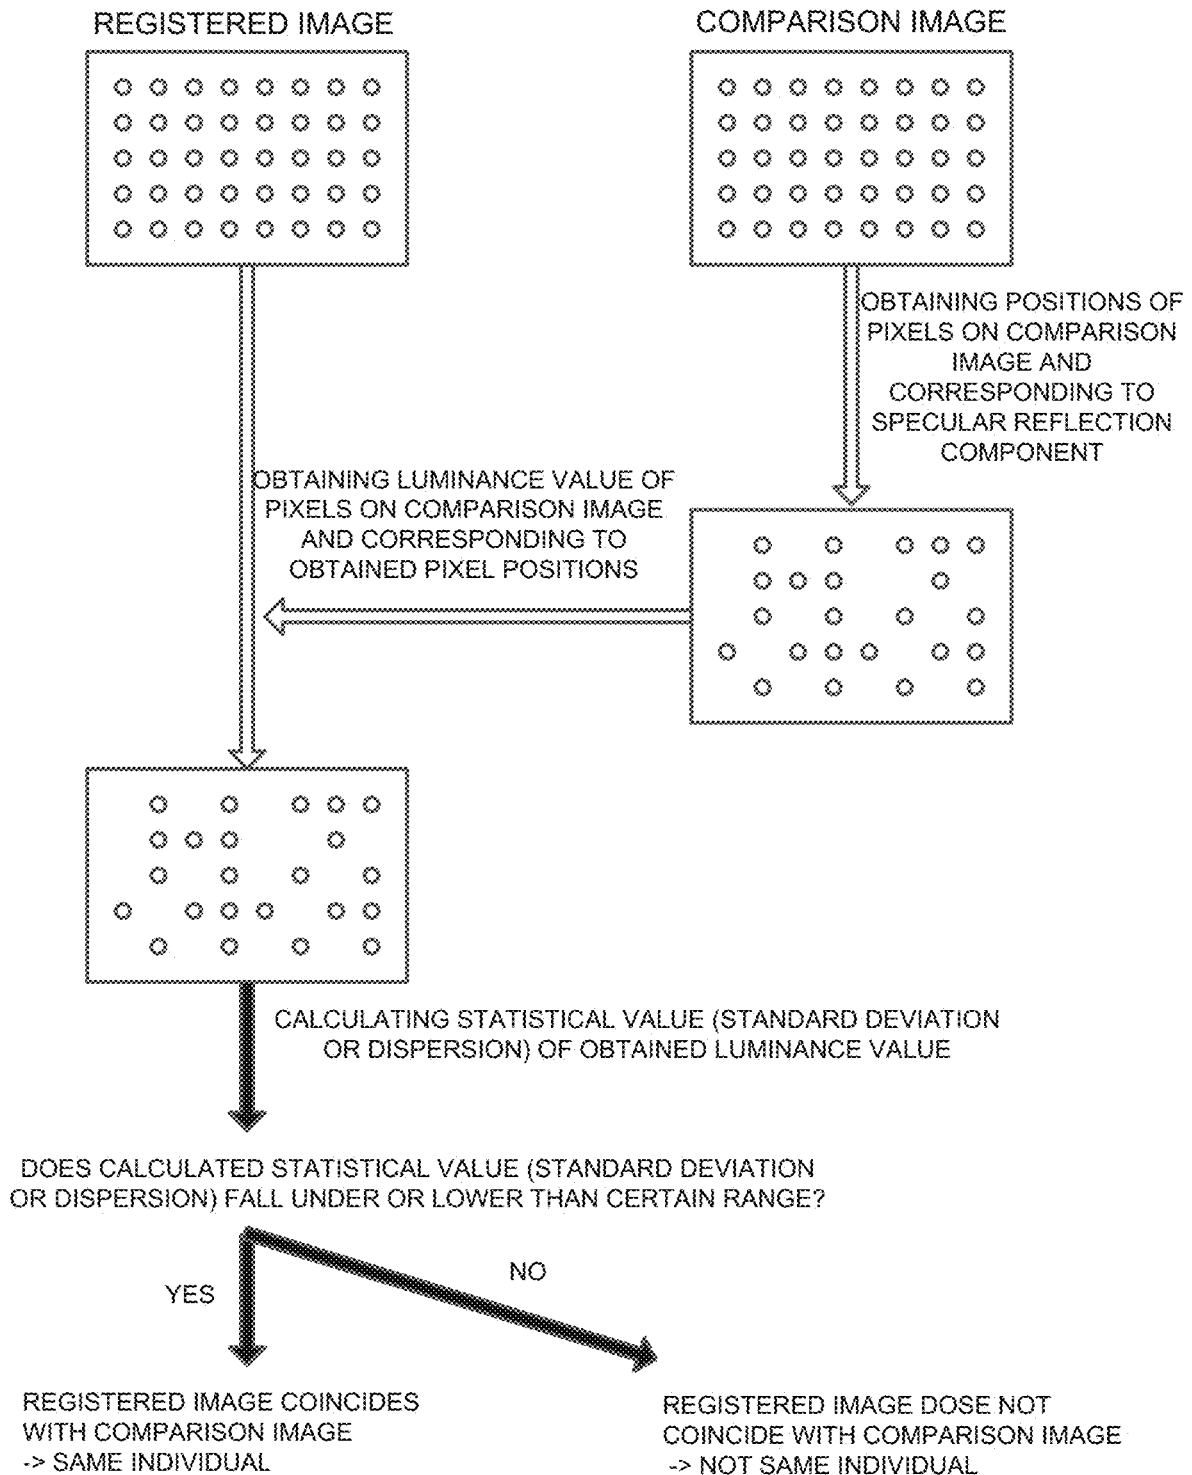 REGISTERED IMAGE
COMPARISON IMAGE
OBTAINING POSITIONS OF
PIXELS ON COMPARISON
IMAGE AND
CORRESPONDING TO
SPECULAR REFLECTION
COMPONENT
OBTAINING LUMINANCE VALUE OF
PIXELS ON COMPARISON IMAGE
AND CORRESPONDING TO
OBTAINED PIXEL POSITIONS
CALCULATING STATISTICAL VALUE (STANDARD DEVIATION
OR DISPERSION) OF OBTAINED LUMINANCE VALUE
DOES CALCULATED STATISTICAL VALUE (STANDARD DEVIATION
OR DISPERSION) FALL UNDER OR LOWER THAN CERTAIN RANGE?
YES
NO
REGISTERED IMAGE COINCIDES
WITH COMPARISON IMAGE
-> SAME INDIVIDUAL
REGISTERED IMAGE DOSE NOT
COINCIDE WITH COMPARISON IMAGE
-> NOT SAME INDIVIDUAL